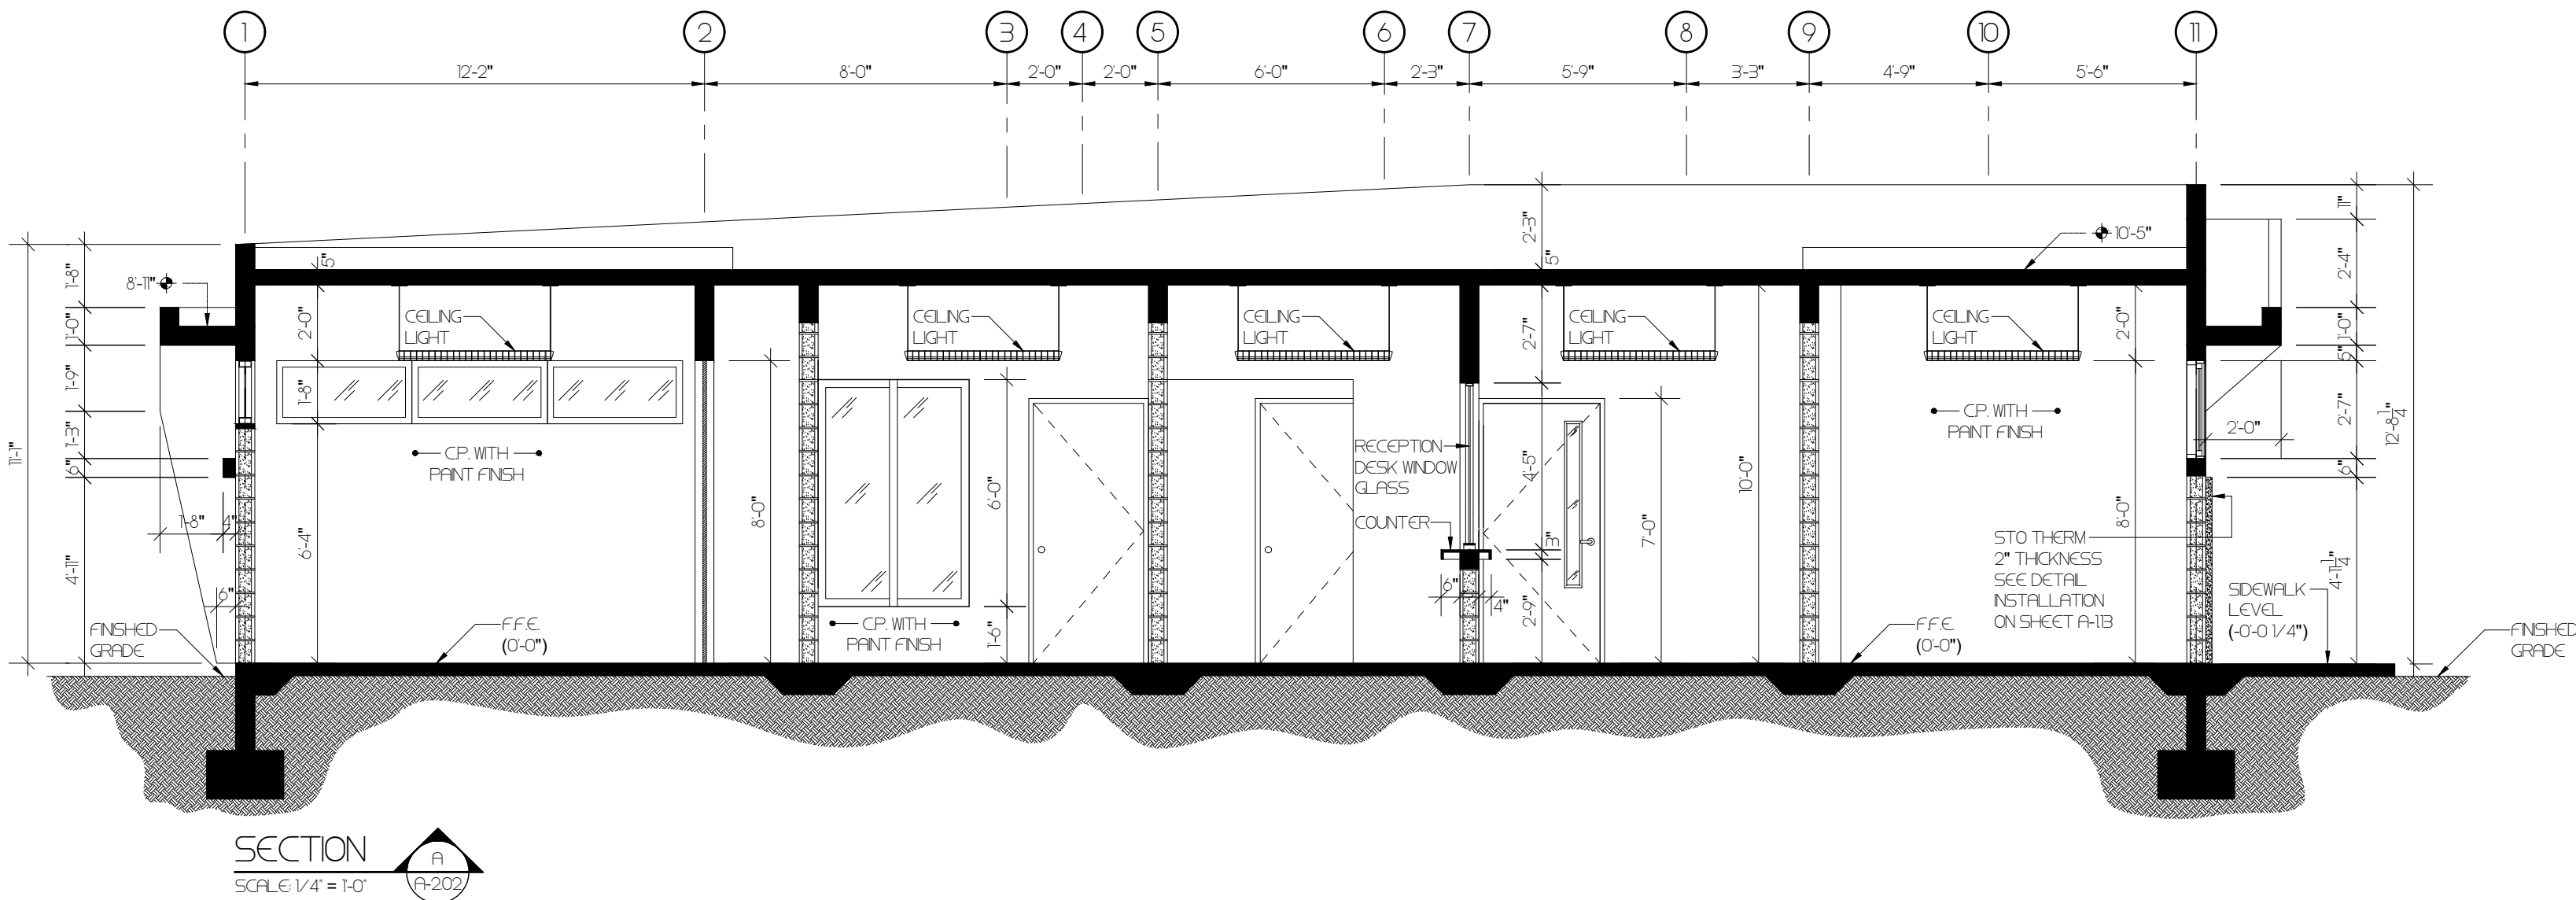 1 2 3 4 5 6 7 8 9 10 11
12'-2" 8'-0" 2'-0" 2'-0" 6'-0" 2'-3" 5'-9" 3'-3" 4'-9" 5'-6"
11'-1"
1'-8"
1'-0"
1'-9"
1'-3"
6"
4'-11"
8'-11"
1'-8"
4"
6"
FINISHED
GRADE
5"
2'-0"
1'-8"
6'-4"
CEILING
LIGHT
C.P. WITH
PAINT FINISH
F.F.E.
(0'-0")
8'-0"
CEILING
LIGHT
C.P. WITH
PAINT FINISH
6'-0"
1'-6"
CEILING
LIGHT
RECEPTION
DESK WINDOW
GLASS
COUNTER
6"
4"
2'-3"
5"
2'-7"
4'-5"
3"
2'-9"
CEILING
LIGHT
7'-0"
10'-0"
10'-5"
CEILING
LIGHT
C.P. WITH
PAINT FINISH
F.F.E.
(0'-0")
2'-0"
8'-0"
STO THERM
2" THICKNESS
SEE DETAIL
INSTALLATION
ON SHEET A-1.13
2'-0"
SIDEWALK
LEVEL
(-0'-0 1/4")
11"
2'-4"
1'-0"
5"
2'-7"
6"
4'-11 1/4"
12'-8 1/4"
FINISHED
GRADE
SECTION
SCALE: 1/4" = 1'-0"
A
A-2.02